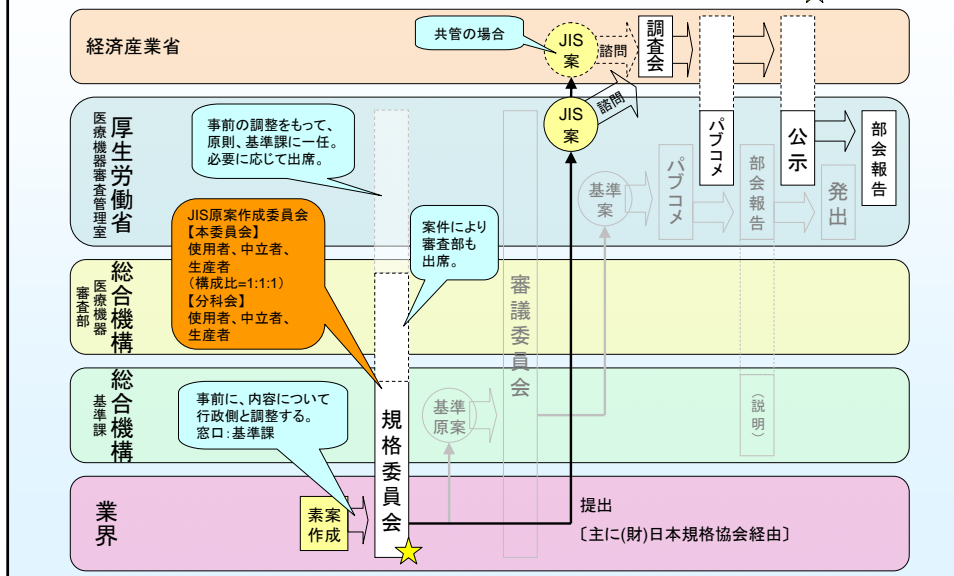 経済産業省
共管の場合
JIS
案
諮問
調査会
厚生労働省
医療機器審査管理室
事前の調整をもって、
原則、基準課に一任。
必要に応じて出席。
JIS
案
諮問
パブコメ
公示
部会報告
基準
案
パブコメ
部会報告
発出
JIS原案作成委員会
【本委員会】
使用者、中立者、
生産者
(構成比=1:1:1)
【分科会】
使用者、中立者、
生産者
案件により
審査部も
出席。
総合機構
医療機器
審査部
審議委員会
総合機構
基準課
事前に、内容について
行政側と調整する。
窓口:基準課
規格委員会
基準
原案
(説明)
業界
素案
作成
提出
〔主に(財)日本規格協会経由〕